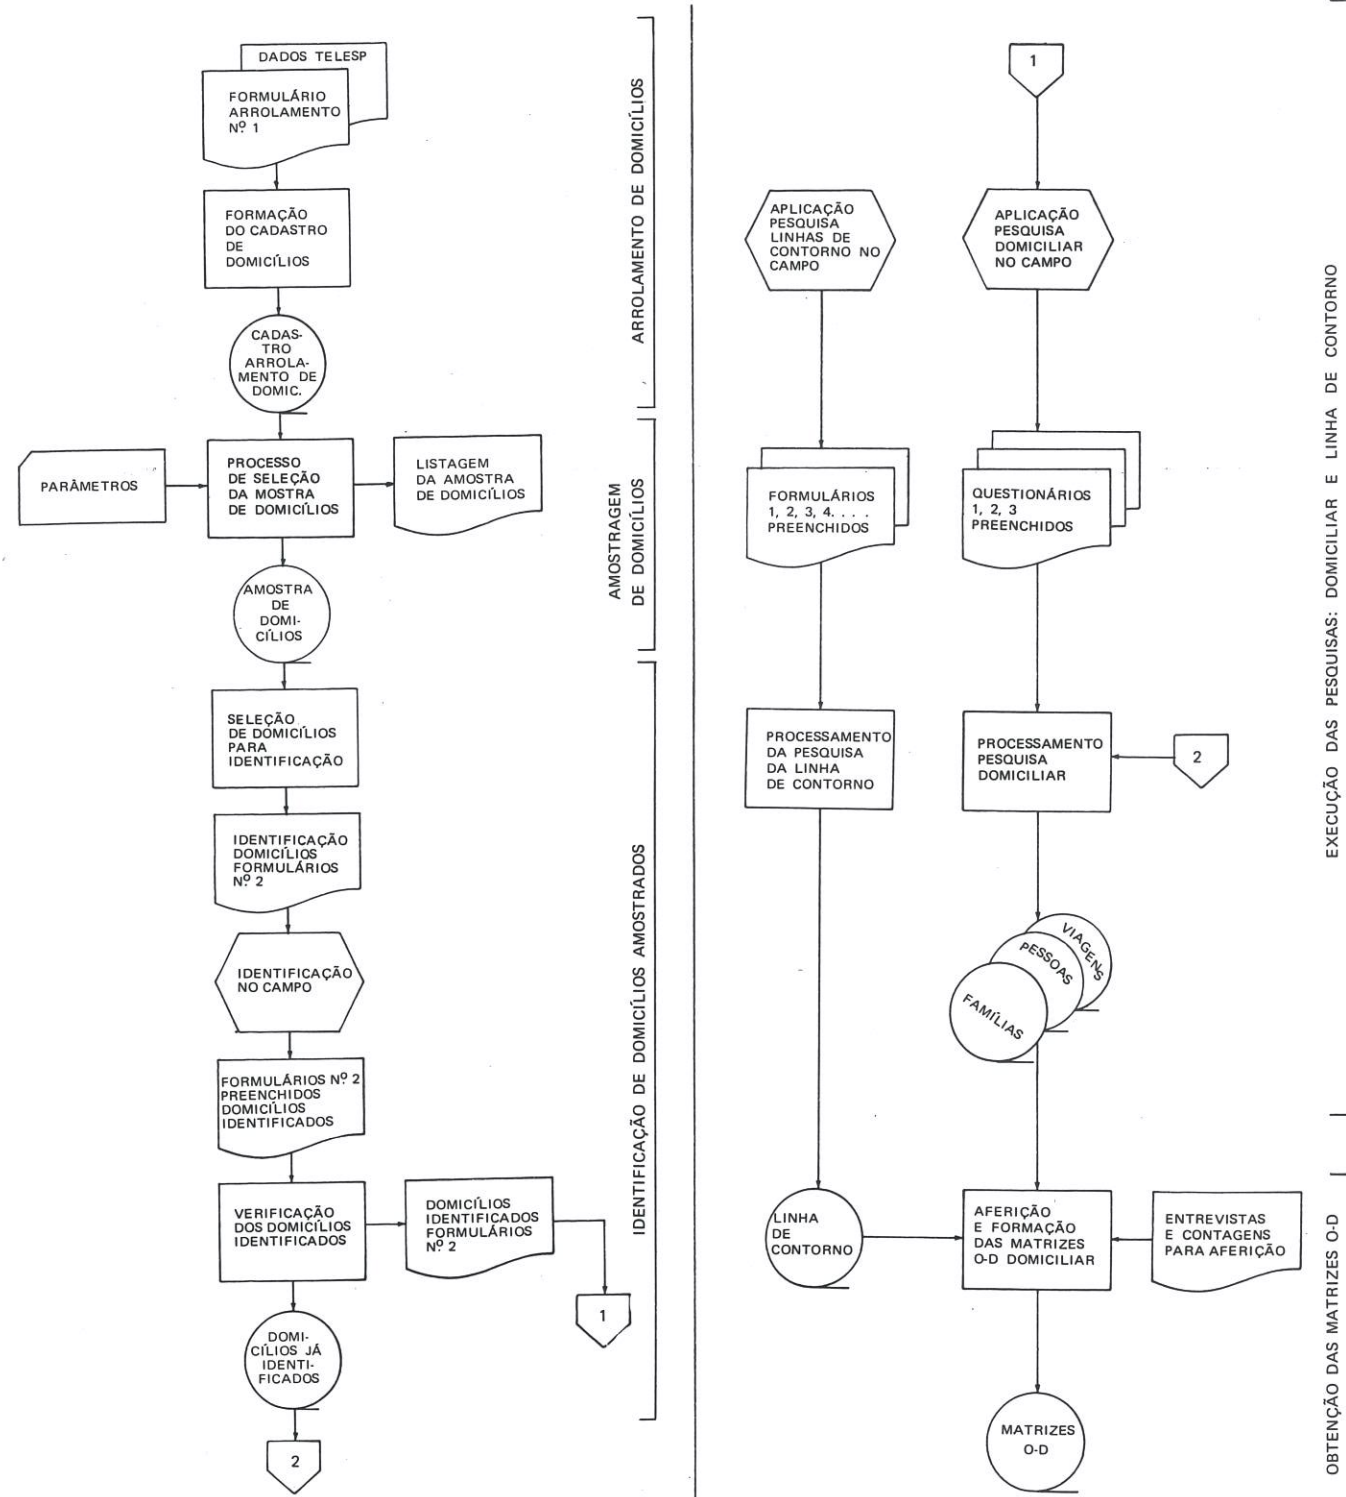 DADOS TELESP
FORMULÁRIO
ARROLAMENTO
Nº 1
FORMAÇÃO
DO CADASTRO
DE
DOMICÍLIOS
CADAS-
TRO
ARROLA-
MENTO DE
DOMIC.
ARROLAMENTO DE DOMICÍLIOS
PARÂMETROS
PROCESSO
DE SELEÇÃO
DA MOSTRA
DE DOMICÍLIOS
LISTAGEM
DA AMOSTRA
DE DOMICÍLIOS
AMOSTRA
DE
DOMI-
CÍLIOS
AMOSTRAGEM
DE DOMICÍLIOS
SELEÇÃO
DE DOMICÍLIOS
PARA
IDENTIFICAÇÃO
IDENTIFICAÇÃO
DOMICÍLIOS
FORMULÁRIOS
Nº 2
IDENTIFICAÇÃO
NO CAMPO
FORMULÁRIOS Nº 2
PREENCHIDOS
DOMICÍLIOS
IDENTIFICADOS
VERIFICAÇÃO
DOS DOMICÍLIOS
IDENTIFICADOS
DOMICÍLIOS
IDENTIFICADOS
FORMULÁRIOS
Nº 2
1
DOMI-
CÍLIOS JÁ
IDENTI-
FICADOS
2
IDENTIFICAÇÃO DE DOMICÍLIOS AMOSTRADOS
1
APLICAÇÃO
PESQUISA
LINHAS DE
CONTORNO NO
CAMPO
APLICAÇÃO
PESQUISA
DOMICILIAR
NO CAMPO
FORMULÁRIOS
1, 2, 3, 4. . . .
PREENCHIDOS
QUESTIONÁRIOS
1, 2, 3
PREENCHIDOS
PROCESSAMENTO
DA PESQUISA
DA LINHA
DE CONTORNO
PROCESSAMENTO
PESQUISA
DOMICILIAR
2
VIAGENS
PESSOAS
FAMÍLIAS
EXECUÇÃO DAS PESQUISAS: DOMICILIAR E LINHA DE CONTORNO
LINHA
DE
CONTORNO
AFERIÇÃO
E FORMAÇÃO
DAS MATRIZES
O-D DOMICILIAR
ENTREVISTAS
E CONTAGENS
PARA AFERIÇÃO
MATRIZES
O-D
OBTENÇÃO DAS MATRIZES O-D